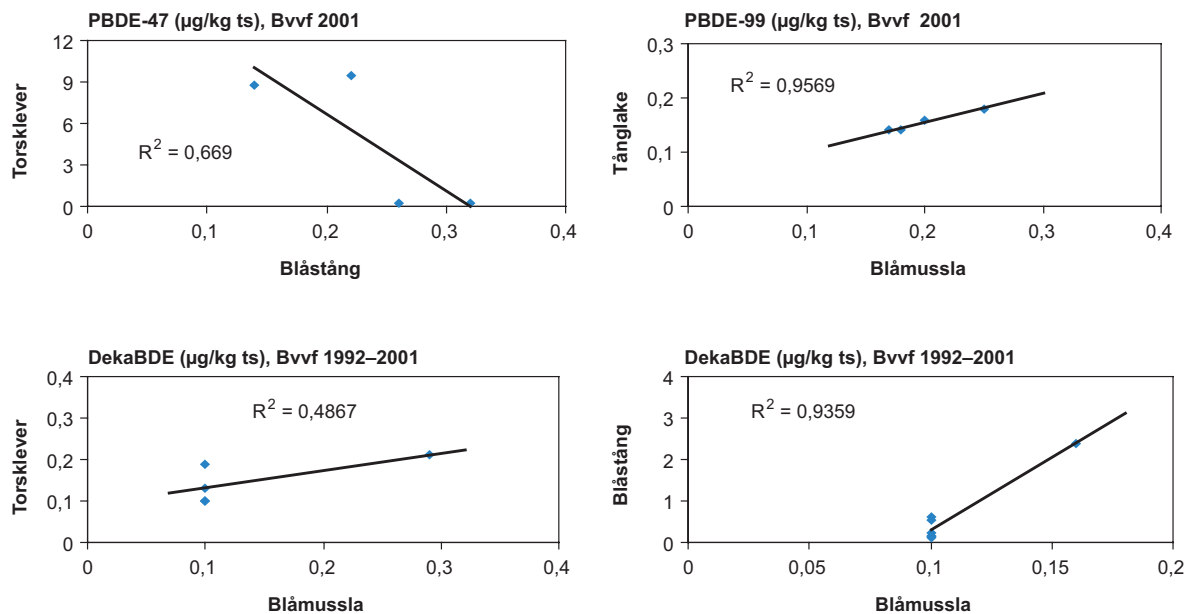 PBDE-47 (µg/kg ts), Bvvf 2001
12
9
6
3
0
Torsklever
R² = 0,669
0 0,1 0,2 0,3 0,4
Blåstång
PBDE-99 (µg/kg ts), Bvvf 2001
0,3
0,2
0,1
0
Tånglake
R² = 0,9569
0 0,1 0,2 0,3 0,4
Blåmussla
DekaBDE (µg/kg ts), Bvvf 1992–2001
0,4
0,3
0,2
0,1
0
Torsklever
R² = 0,4867
0 0,1 0,2 0,3 0,4
Blåmussla
DekaBDE (µg/kg ts), Bvvf 1992–2001
4
3
2
1
0
Blåstång
R² = 0,9359
0 0,05 0,1 0,15 0,2
Blåmussla